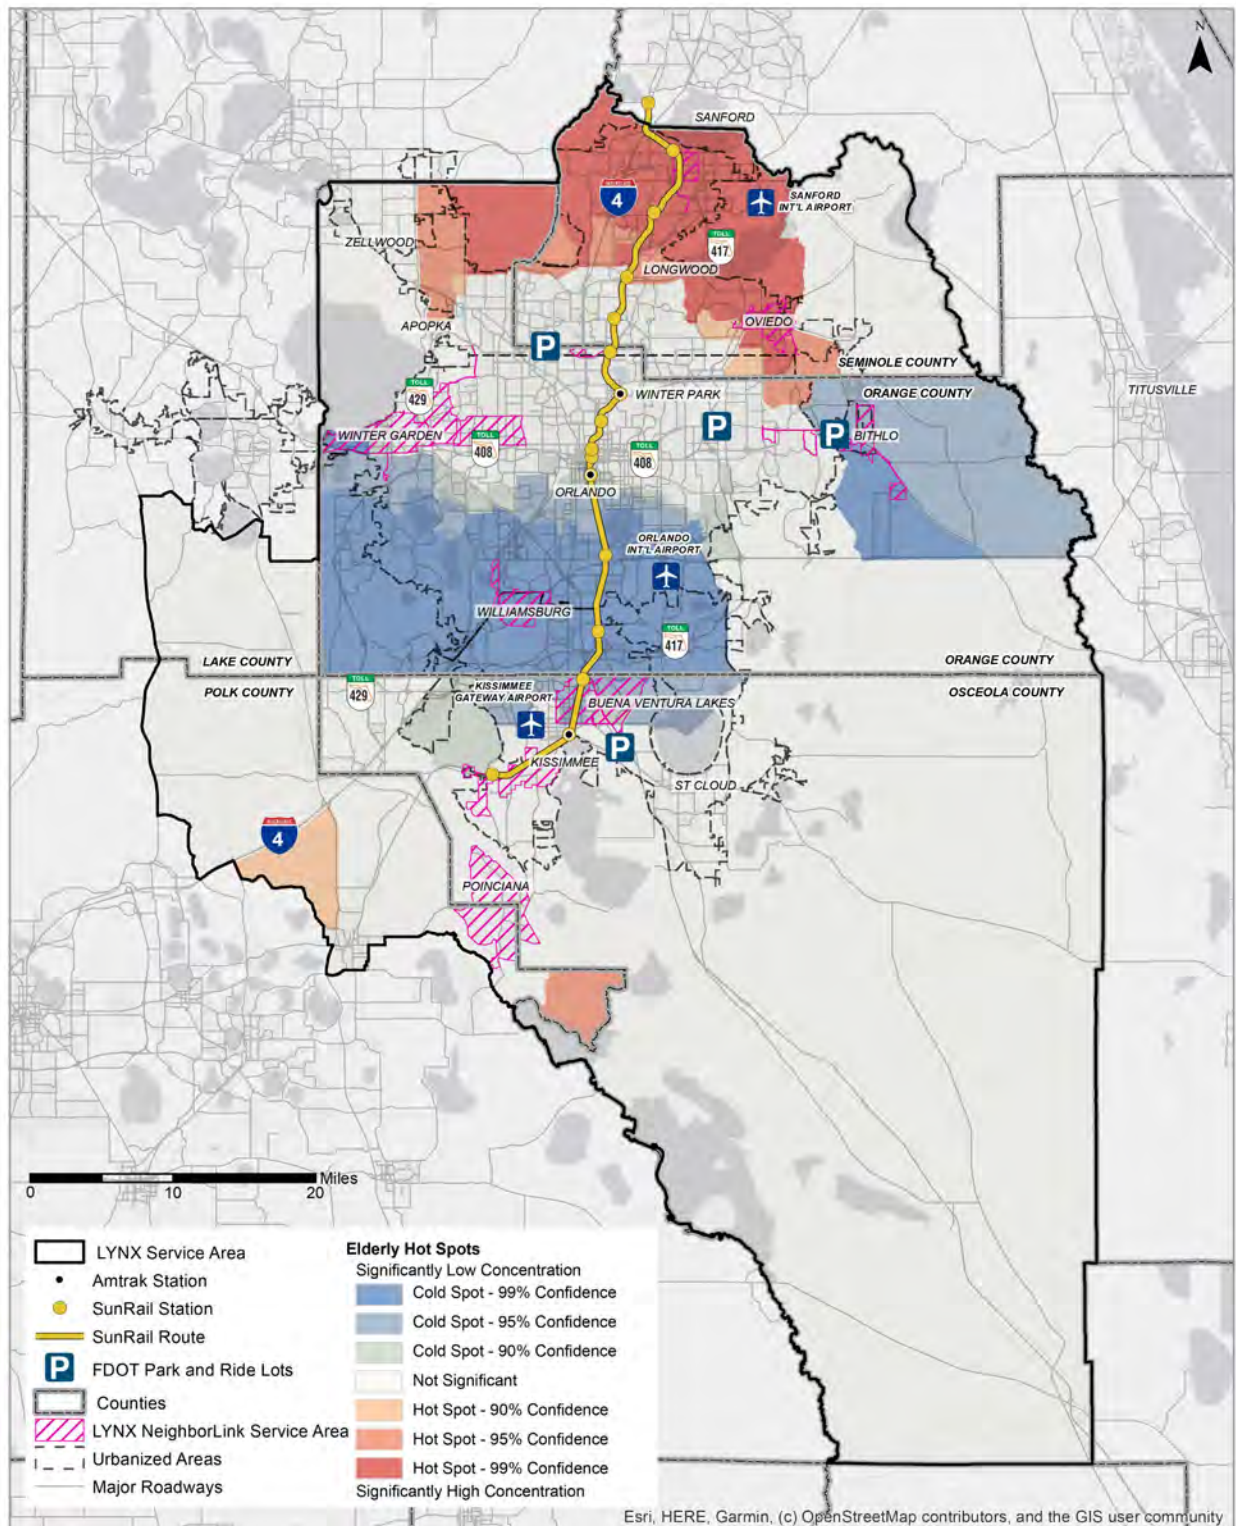 N
SANFORD
4
SANFORD
INT'L AIRPORT
ZELLWOOD
TOLL
417
LONGWOOD
APOPKA
OVIEDO
P
SEMINOLE COUNTY
TOLL
429
WINTER PARK
ORANGE COUNTY
TITUSVILLE
P
P
WINTER GARDEN
BITHLO
TOLL
408
TOLL
408
ORLANDO
ORLANDO
INT'L AIRPORT
WILLIAMSBURG
TOLL
417
LAKE COUNTY
ORANGE COUNTY
POLK COUNTY
TOLL
429
KISSIMMEE
GATEWAY AIRPORT
OSCEOLA COUNTY
BUENA VENTURA LAKES
P
KISSIMMEE
ST CLOUD
4
POINCIANA
Miles
0 10 20
LYNX Service Area
Amtrak Station
SunRail Station
SunRail Route
P FDOT Park and Ride Lots
Counties
LYNX NeighborLink Service Area
Urbanized Areas
Major Roadways
Elderly Hot Spots
Significantly Low Concentration
Cold Spot - 99% Confidence
Cold Spot - 95% Confidence
Cold Spot - 90% Confidence
Not Significant
Hot Spot - 90% Confidence
Hot Spot - 95% Confidence
Hot Spot - 99% Confidence
Significantly High Concentration
Esri, HERE, Garmin, (c) OpenStreetMap contributors, and the GIS user community